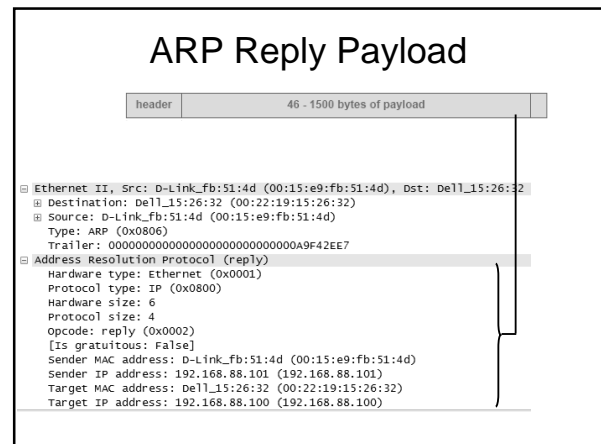 ARP Reply Payload
header 46 - 1500 bytes of payload
Ethernet II, Src: D-Link_fb:51:4d (00:15:e9:fb:51:4d), Dst: Dell_15:26:32
Destination: Dell_15:26:32 (00:22:19:15:26:32)
Source: D-Link_fb:51:4d (00:15:e9:fb:51:4d)
Type: ARP (0x0806)
Trailer: 0000000000000000000000000000A9F42EE7
Address Resolution Protocol (reply)
Hardware type: Ethernet (0x0001)
Protocol type: IP (0x0800)
Hardware size: 6
Protocol size: 4
Opcode: reply (0x0002)
[Is gratuitous: False]
Sender MAC address: D-Link_fb:51:4d (00:15:e9:fb:51:4d)
Sender IP address: 192.168.88.101 (192.168.88.101)
Target MAC address: Dell_15:26:32 (00:22:19:15:26:32)
Target IP address: 192.168.88.100 (192.168.88.100)